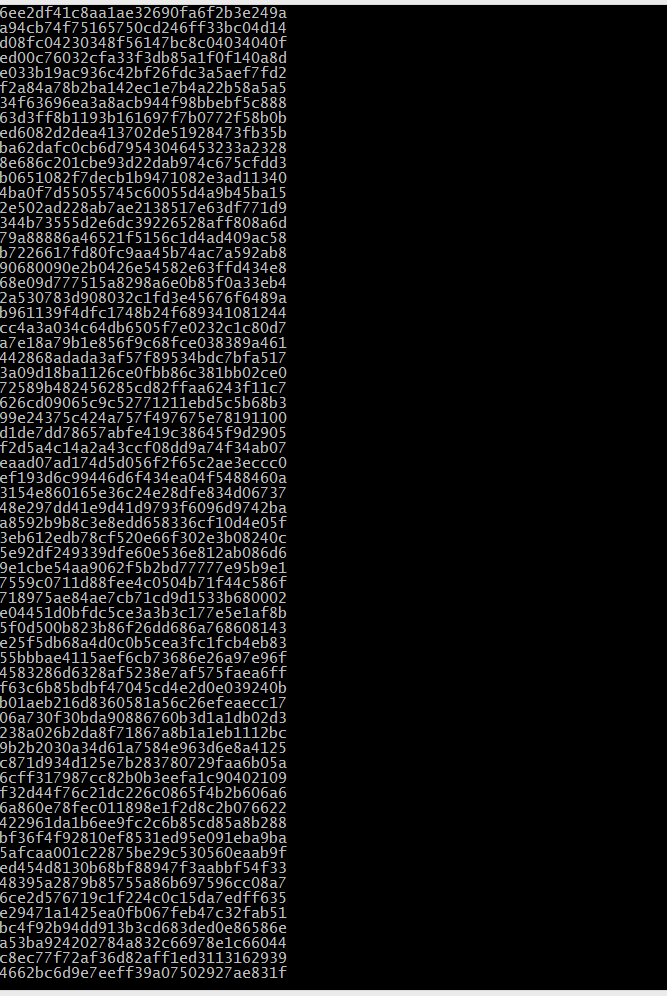 6ee2df41c8aa1ae32690fa6f2b3e249a
a94cb74f75165750cd246ff33bc04d14
d08fc04230348f56147bc8c04034040f
ed00c76032cfa33f3db85a1f0f140a8d
e033b19ac936c42bf26fdc3a5aef7fd2
f2a84a78b2ba142ec1e7b4a22b58a5a5
34f63696ea3a8acb944f98bbebf5c888
63d3ff8b1193b161697f7b0772f58b0b
ed6082d2dea413702de51928473fb35b
ba62dafc0cb6d79543046453233a2328
8e686c201cbe93d22dab974c675cfdd3
b0651082f7decb1b9471082e3ad11340
4ba0f7d55055745c60055d4a9b45ba15
2e502ad228ab7ae2138517e63df771d9
344b73555d2e6dc39226528aff808a6d
79a88886a46521f5156c1d4ad409ac58
b7226617fd80fc9aa45b74ac7a592ab8
90680090e2b0426e54582e63ffd434e8
68e09d777515a8298a6e0b85f0a33eb4
2a530783d908032c1fd3e45676f6489a
b961139f4dfc1748b24f689341081244
cc4a3a034c64db6505f7e0232c1c80d7
a7e18a79b1e856f9c68fce038389a461
442868adada3af57f89534bdc7bfa517
3a09d18ba1126ce0fbb86c381bb02ce0
72589b482456285cd82ffaa6243f11c7
626cd09065c9c52771211ebd5c5b68b3
99e24375c424a757f497675e78191100
d1de7dd78657abfe419c38645f9d2905
f2d5a4c14a2a43ccf08dd9a74f34ab07
eaad07ad174d5d056f2f65c2ae3eccc0
ef193d6c99446d6f434ea04f5488460a
3154e860165e36c24e28dfe834d06737
48e297dd41e9d41d9793f6096d9742ba
a8592b9b8c3e8edd658336cf10d4e05f
3eb612edb78cf520e66f302e3b08240c
5e92df249339dfe60e536e812ab086d6
9e1cbe54aa9062f5b2bd77777e95b9e1
7559c0711d88fee4c0504b71f44c586f
718975ae84ae7cb71cd9d1533b680002
e04451d0bfdc5ce3a3b3c177e5e1af8b
5f0d500b823b86f26dd686a768608143
e25f5db68a4d0c0b5cea3fc1fcb4eb83
55bbbae4115aef6cb73686e26a97e96f
4583286d6328af5238e7af575faea6ff
f63c6b85bdbf47045cd4e2d0e039240b
b01aeb216d8360581a56c26efeaecc17
06a730f30bda90886760b3d1a1db02d3
238a026b2da8f71867a8b1a1eb1112bc
9b2b2030a34d61a7584e963d6e8a4125
c871d934d125e7b283780729faa6b05a
6cff317987cc82b0b3eefa1c90402109
f32d44f76c21dc226c0865f4b2b606a6
6a860e78fec011898e1f2d8c2b076622
422961da1b6ee9fc2c6b85cd85a8b288
bf36f4f92810ef8531ed95e091eba9ba
5afcaa001c22875be29c530560eaab9f
ed454d8130b68bf88947f3aabbf54f33
48395a2879b85755a86b697596cc08a7
6ce2d576719c1f224c0c15da7edff635
e29471a1425ea0fb067feb47c32fab51
bc4f92b94dd913b3cd683ded0e86586e
a53ba924202784a832c66978e1c66044
c8ec77f72af36d82aff1ed3113162939
4662bc6d9e7eeff39a07502927ae831f